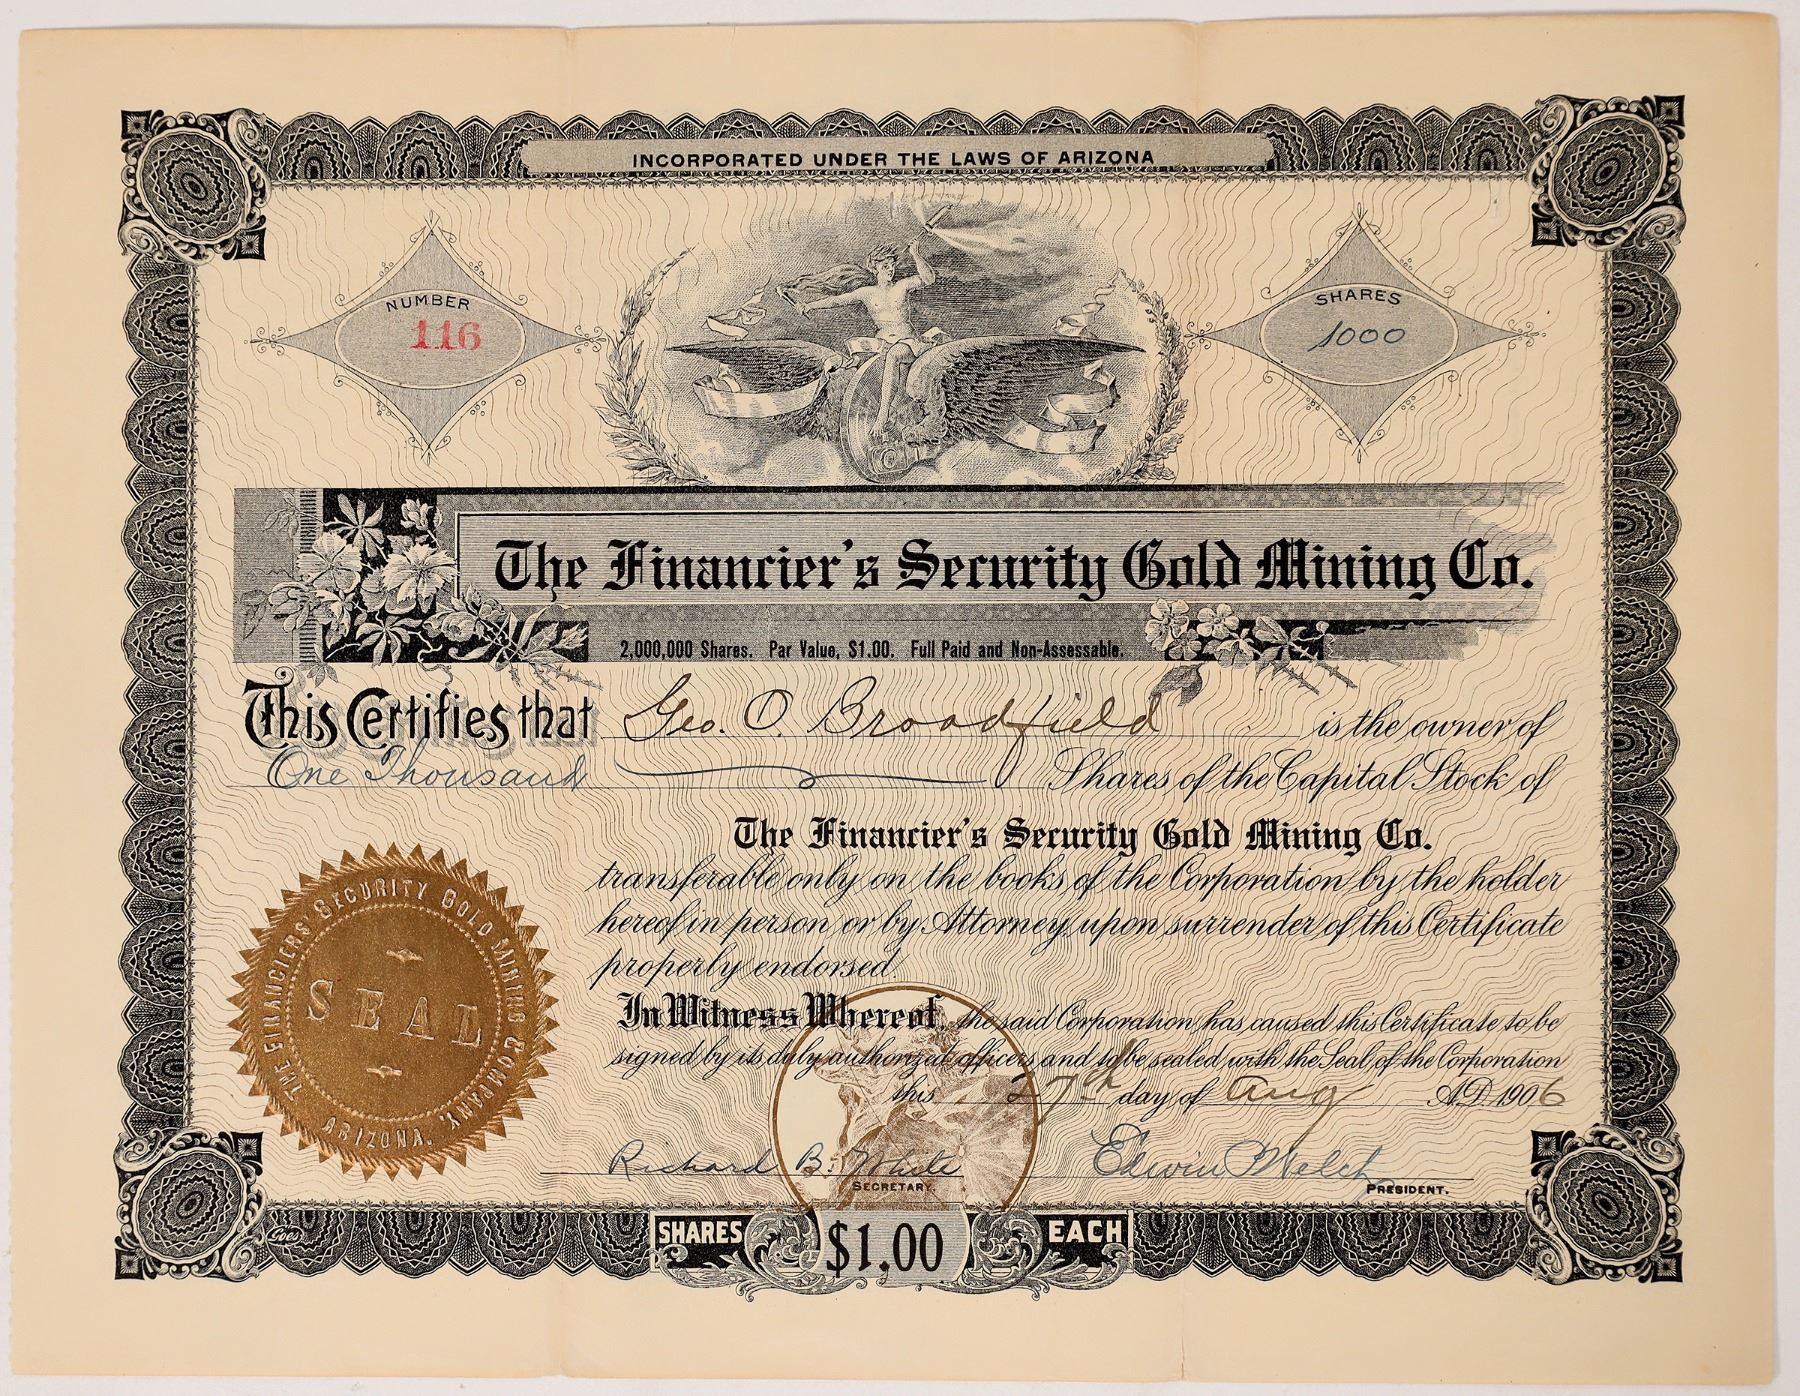 INCORPORATED UNDER THE LAWS OF ARIZONA
NUMBER
116
SHARES
1000
The Financier's Security Gold Mining Co.
2,000,000 Shares. Par Value, $1.00. Full Paid and Non-Assessable.
This Certifies that Geo. O. Broadfield is the owner of
One Thousand Shares of the Capital Stock of
The Financier's Security Gold Mining Co.
transferable only on the books of the Corporation by the holder
hereof in person or by Attorney upon surrender of this Certificate
properly endorsed.
In Witness Whereof, the said Corporation has caused this Certificate to be
signed by its duly authorized officers and to be sealed with the Seal of the Corporation
this 27th day of Aug A.D. 1906
THE FINANCIERS' SECURITY GOLD MINING COMPANY.
SEAL
ARIZONA.
Richard B. White
SECRETARY.
Edwin P Welch
PRESIDENT.
Goes
SHARES $1.00 EACH